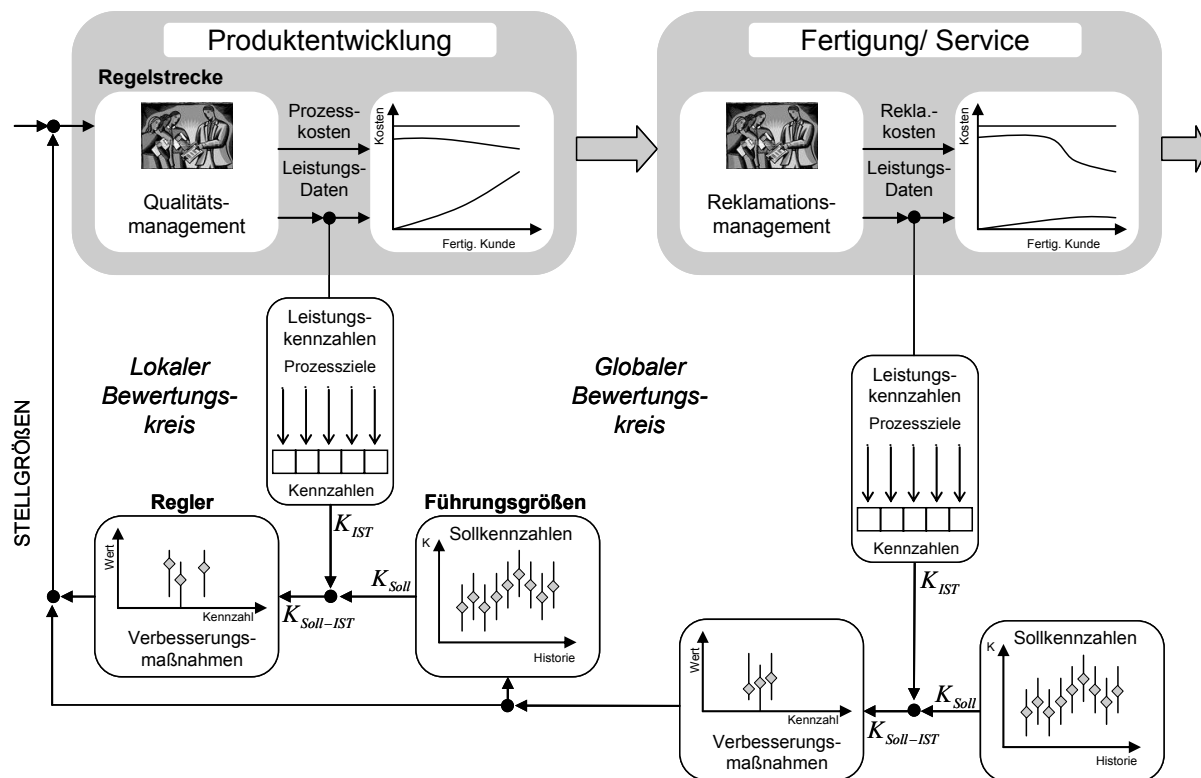 Produktentwicklung
Regelstrecke
Qualitäts-
management
Prozess-
kosten
Leistungs-
Daten
Kosten
Fertig. Kunde
Fertigung/ Service
Reklamations-
management
Rekla.-
kosten
Leistungs-
Daten
Kosten
Fertig. Kunde
STELLGRÖßEN
Lokaler
Bewertungs-
kreis
Leistungs-
kennzahlen
Prozessziele
Kennzahlen
K_IST
Globaler
Bewertungs-
kreis
Leistungs-
kennzahlen
Prozessziele
Kennzahlen
K_IST
Regler
Wert
Kennzahl
Verbesserungs-
maßnahmen
K_Soll-IST
K_Soll
Führungsgrößen
Sollkennzahlen
K
Historie
Wert
Kennzahl
Verbesserungs-
maßnahmen
K_Soll-IST
K_Soll
Sollkennzahlen
K
Historie